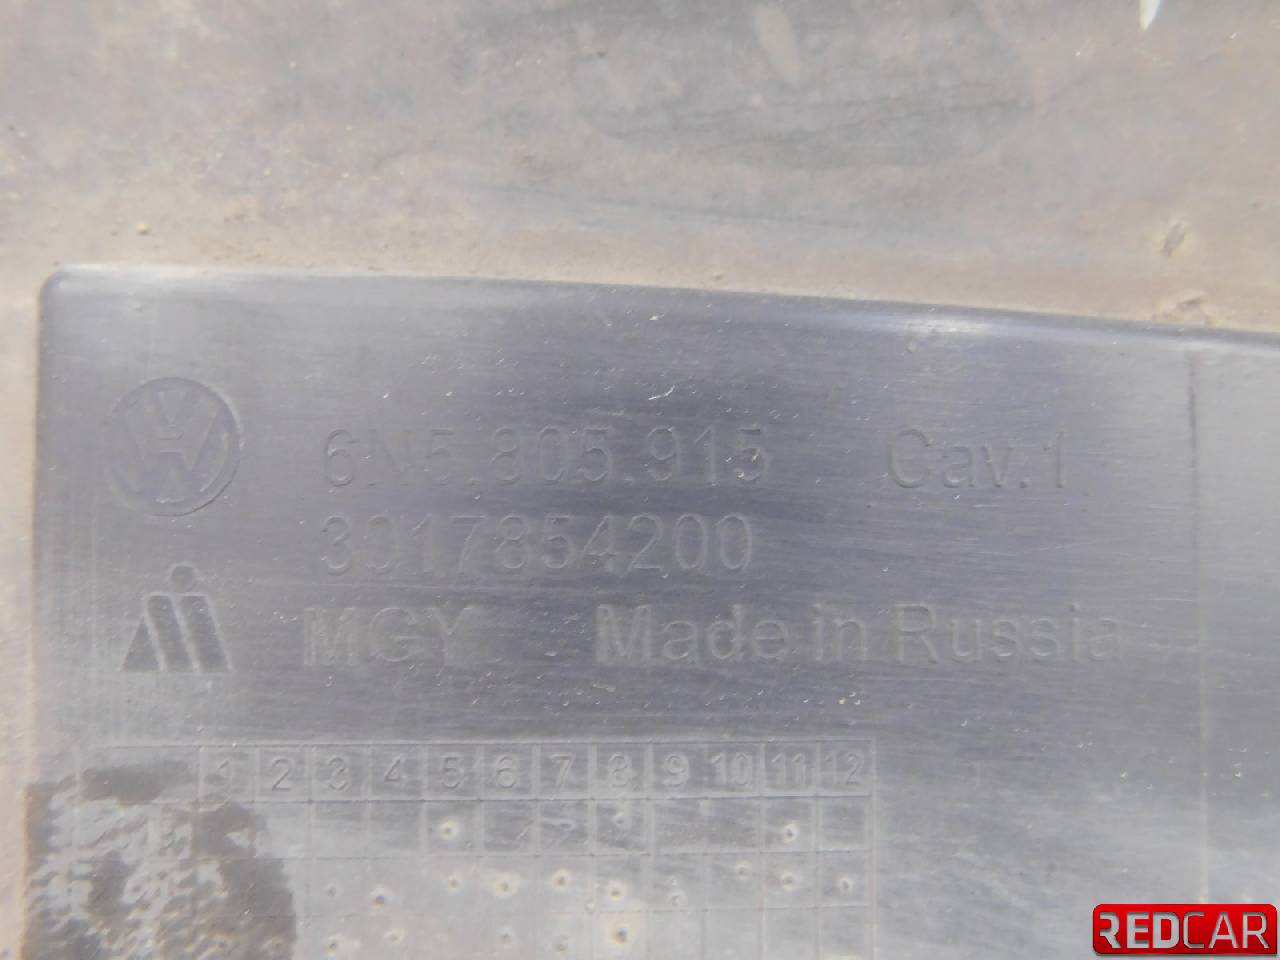 6N5.805.915 Cav.1
3017854200
MGY Made in Russia
1 2 3 4 5 6 7 8 9 10 11 12
REDCAR